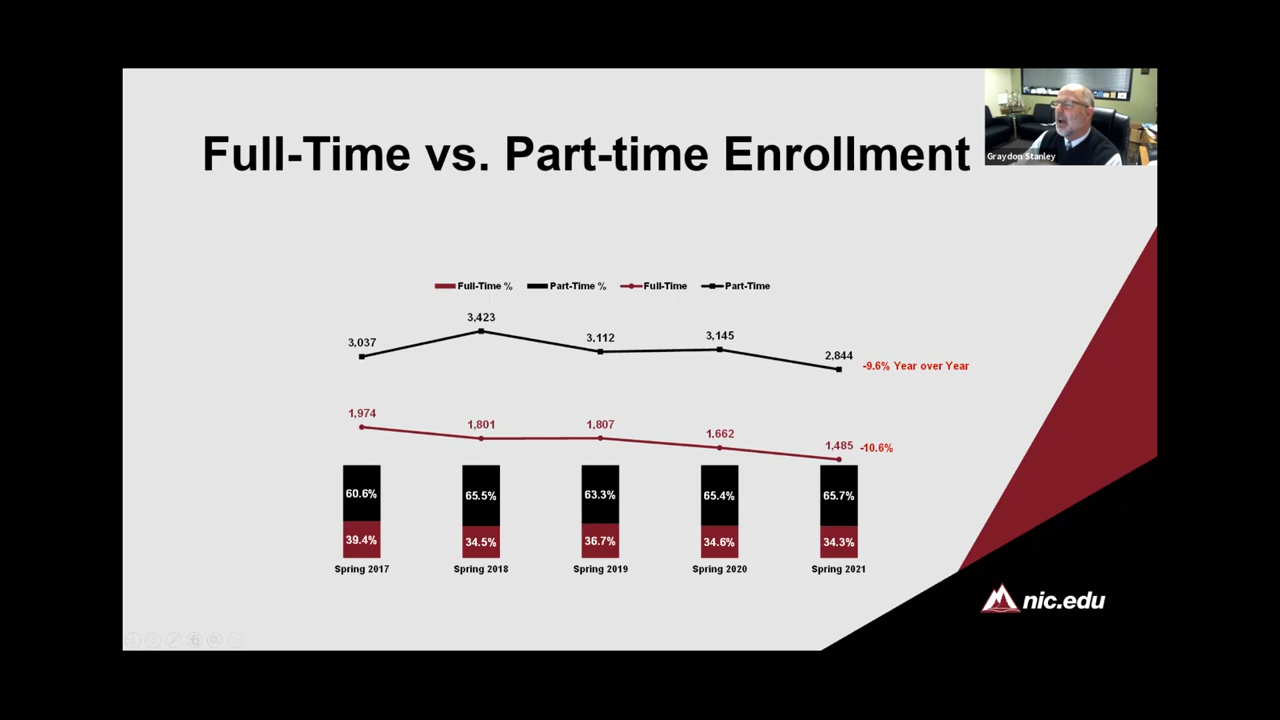 Full-Time vs. Part-time Enrollment
Graydon Stanley
Full-Time % Part-Time % Full-Time Part-Time
3,037 3,423 3,112 3,145 2,844
-9.6% Year over Year
1,974 1,801 1,807 1,662 1,485 -10.6%
60.6% 65.5% 63.3% 65.4% 65.7%
39.4% 34.5% 36.7% 34.6% 34.3%
Spring 2017 Spring 2018 Spring 2019 Spring 2020 Spring 2021
nic.edu